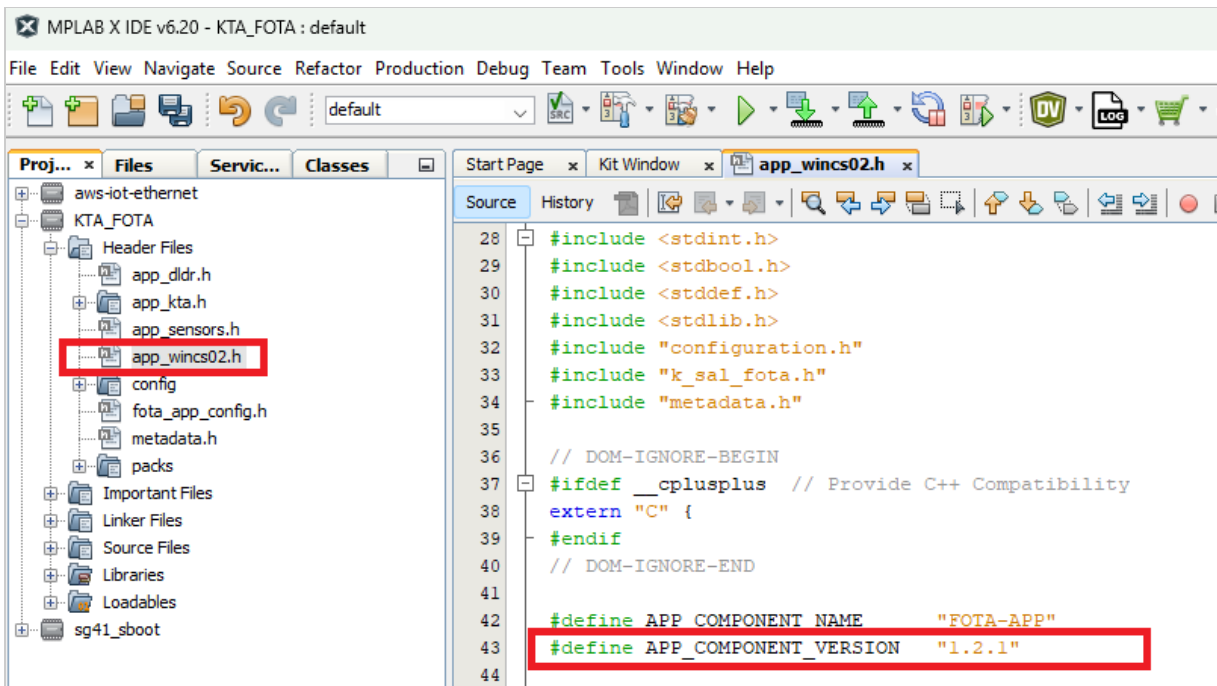 MPLAB X IDE v6.20 - KTA_FOTA : default
File Edit View Navigate Source Refactor Production Debug Team Tools Window Help
default
SRC
DV
LOG
Proj... x Files Servic... Classes
aws-iot-ethernet
KTA_FOTA
Header Files
app_dldr.h
app_kta.h
app_sensors.h
app_wincs02.h
config
fota_app_config.h
metadata.h
packs
Important Files
Linker Files
Source Files
Libraries
Loadables
sg41_sboot
Start Page x Kit Window x app_wincs02.h x
Source History
28 #include <stdint.h>
29 #include <stdbool.h>
30 #include <stddef.h>
31 #include <stdlib.h>
32 #include "configuration.h"
33 #include "k_sal_fota.h"
34 #include "metadata.h"
35
36 // DOM-IGNORE-BEGIN
37 #ifdef __cplusplus // Provide C++ Compatibility
38 extern "C" {
39 #endif
40 // DOM-IGNORE-END
41
42 #define APP_COMPONENT_NAME "FOTA-APP"
43 #define APP_COMPONENT_VERSION "1.2.1"
44